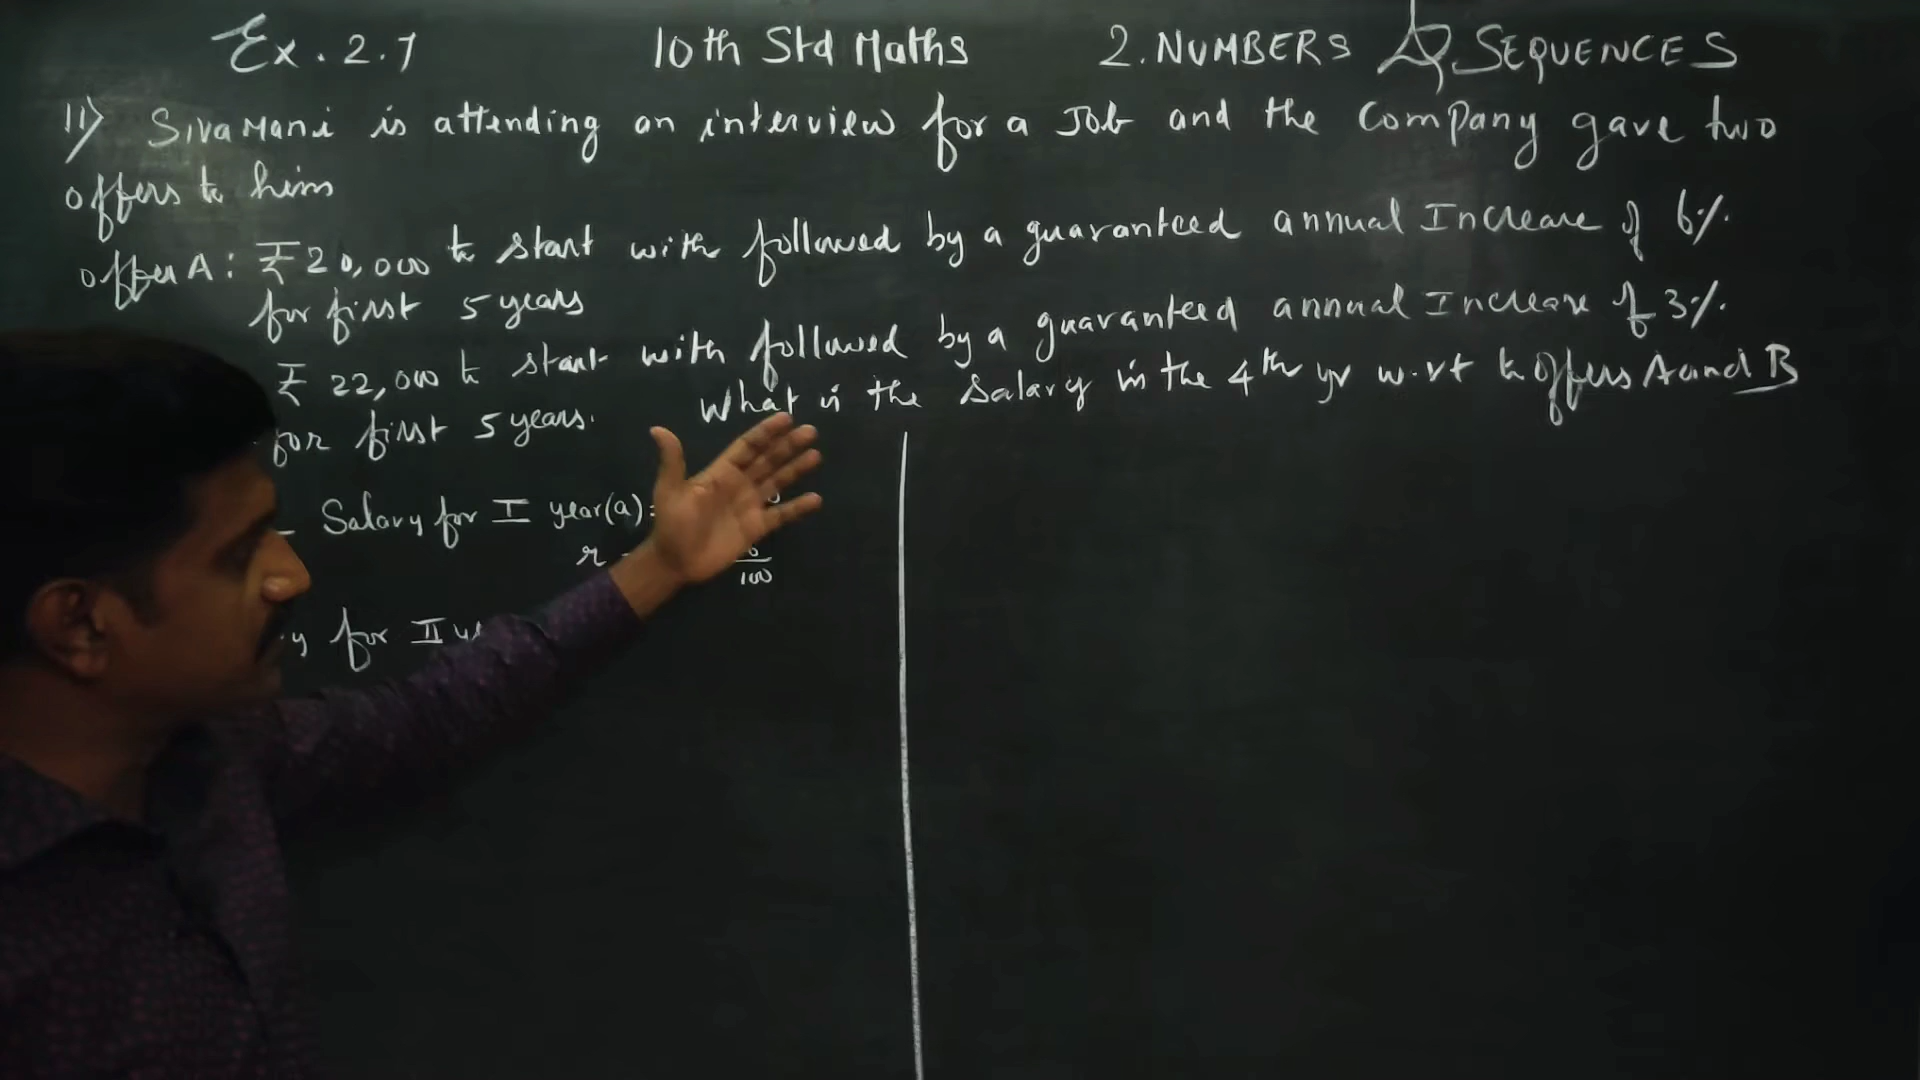 Ex. 2.7 10th Std Maths 2. NUMBERS & SEQUENCES
11) Sivamani is attending an interview for a Job and the Company gave two
offers to him
offer A: ₹ 20,000 to start with followed by a guaranteed annual Increase of 6%
for first 5 years
₹ 22,000 to start with followed by a guaranteed annual Increase of 3%
for first 5 years. What is the Salary in the 4th yr w.r.t to Offers A and B
Salary for I year (a) =
r
100
for II